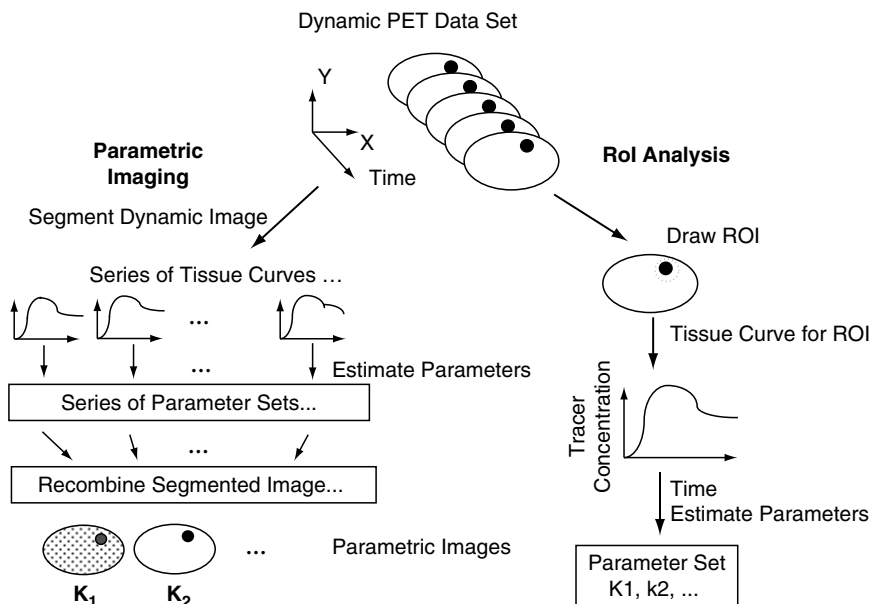 Dynamic PET Data Set
Y
X
Time
Parametric
Imaging
RoI Analysis
Segment Dynamic Image
Draw ROI
Series of Tissue Curves …
...
Tissue Curve for ROI
...
Estimate Parameters
Series of Parameter Sets...
Tracer
Concentration
...
Recombine Segmented Image...
Time
Estimate Parameters
...
Parametric Images
K1
K2
Parameter Set
K1, k2, ...